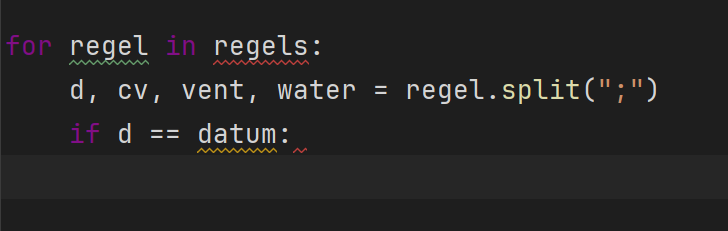 for regel in regels:
    d, cv, vent, water = regel.split(";")
    if d == datum: